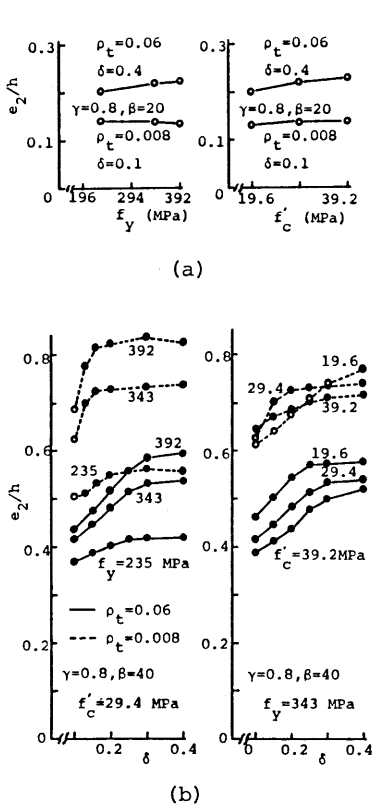 0.3
ρt=0.06
δ=0.4
e2/h
γ=0.8,β=20
0.1
ρt=0.008
δ=0.1
0
196 294 392
fy (MPa)
0.3
ρt=0.06
δ=0.4
γ=0.8,β=20
0.1
ρt=0.008
δ=0.1
0
19.6 39.2
f'c (MPa)
(a)
0.8
392
343
0.6
392
235
343
e2/h
0.4
fy=235 MPa
ρt=0.06
ρt=0.008
0.2
γ=0.8,β=40
f'c=29.4 MPa
0
0.2 0.4
δ
0.8
19.6
29.4
39.2
0.6
19.6
29.4
0.4
f'c=39.2MPa
0.2
γ=0.8,β=40
fy=343 MPa
0
0 0.2 0.4
δ
(b)